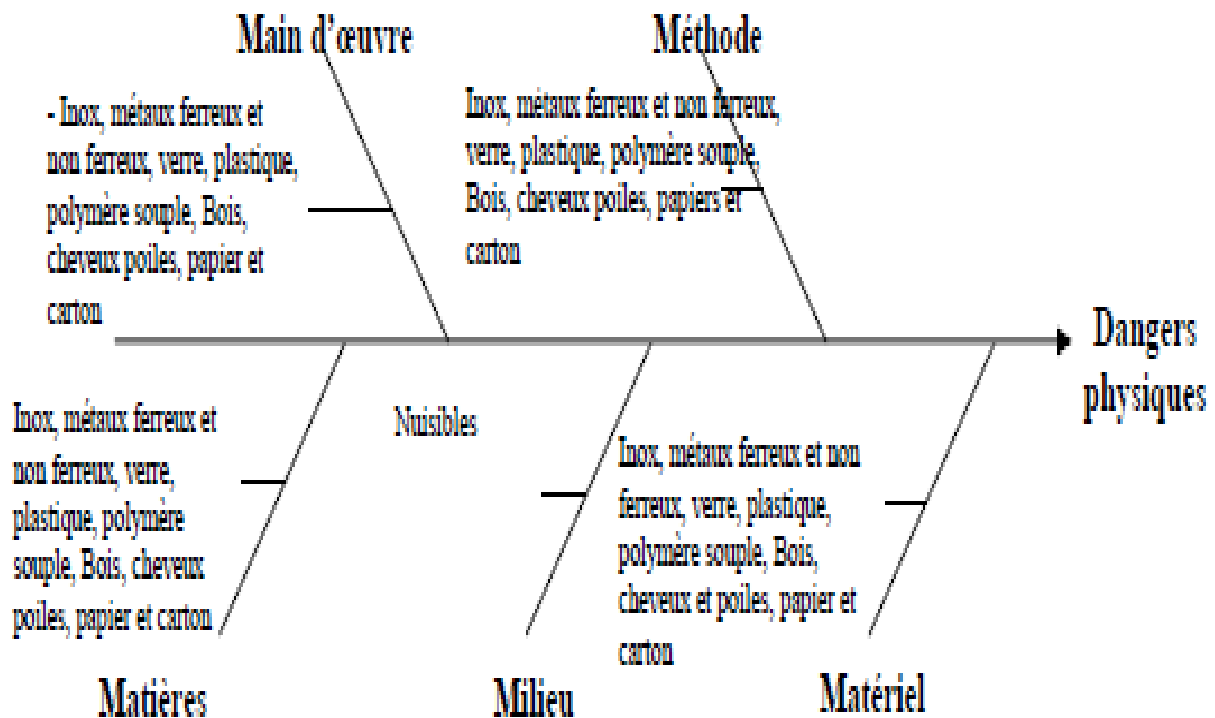 Main d'œuvre
Méthode
- Inox, métaux ferreux et
non ferreux, verre, plastique,
polymère souple, Bois,
cheveux poiles, papier et
carton
Inox, métaux ferreux et non ferreux,
verre, plastique, polymère souple,
Bois, cheveux poiles, papiers et
carton
Dangers
physiques
Inox, métaux ferreux et
non ferreux, verre,
plastique, polymère
souple, Bois, cheveux
poiles, papier et carton
Nuisibles
Inox, métaux ferreux et non
ferreux, verre, plastique,
polymère souple, Bois,
cheveux et poiles, papier et
carton
Matières
Milieu
Matériel